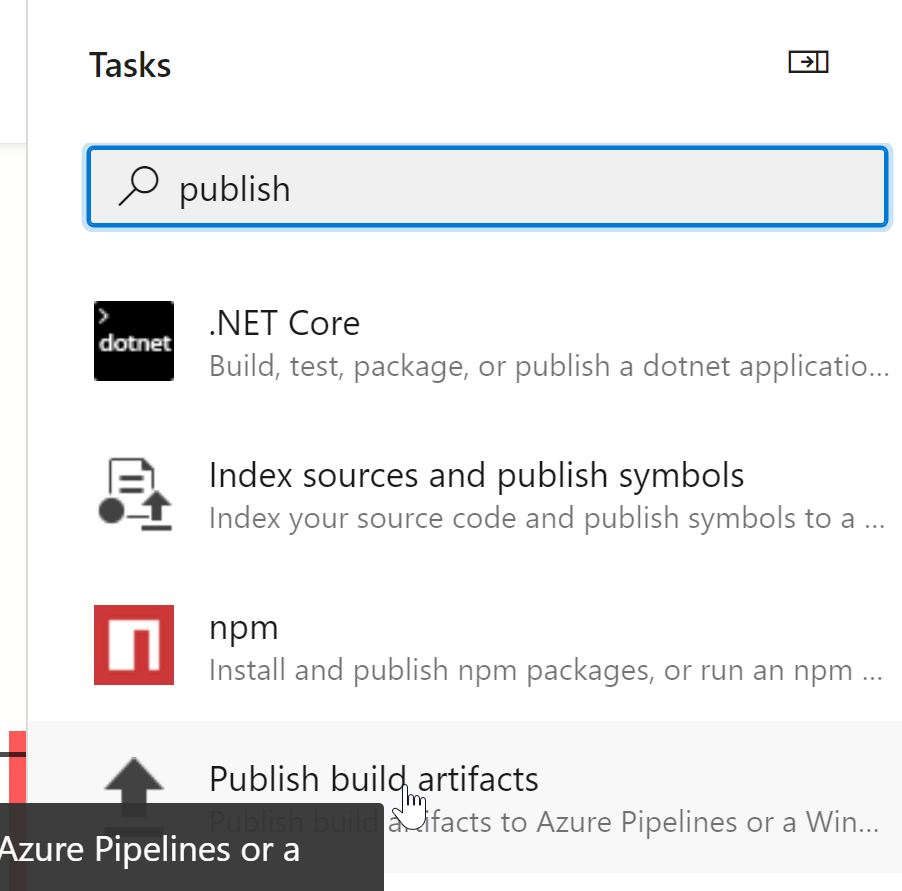 Tasks
publish
dotnet
.NET Core
Build, test, package, or publish a dotnet applicatio...
Index sources and publish symbols
Index your source code and publish symbols to a ...
npm
Install and publish npm packages, or run an npm ...
Publish build artifacts
Publish build artifacts to Azure Pipelines or a Win...
Azure Pipelines or a